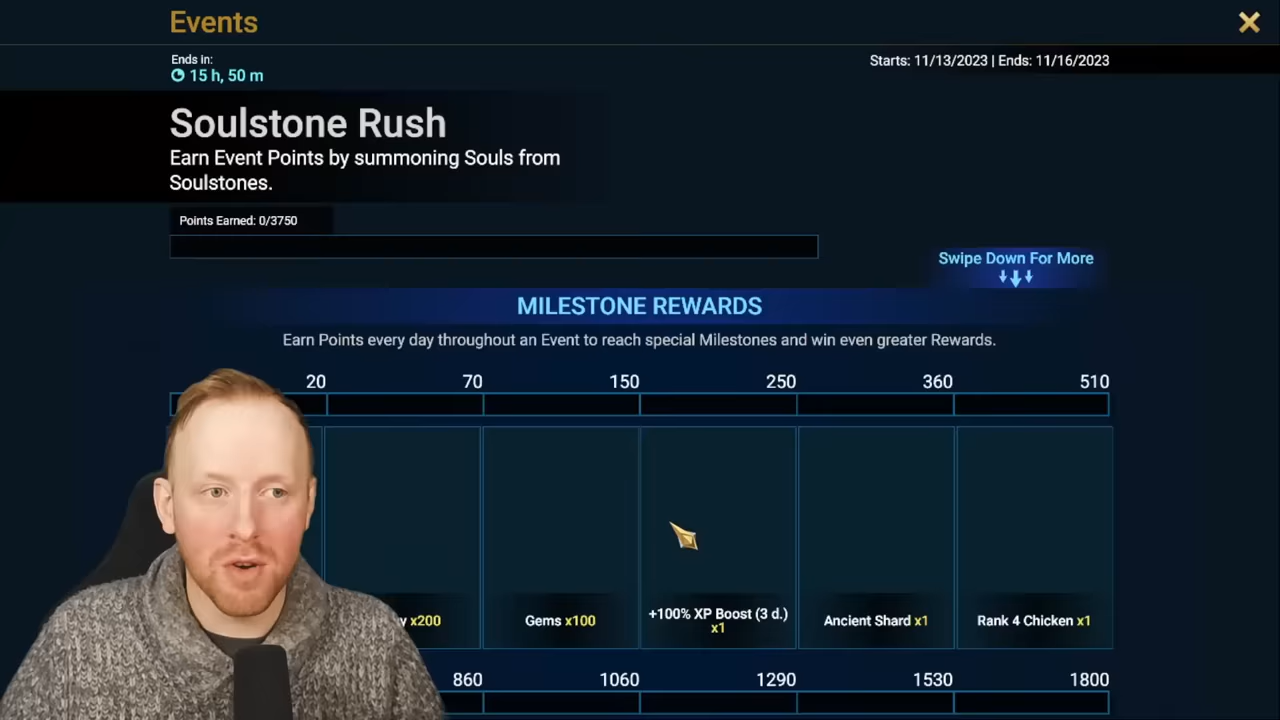 Events
Ends in:
15 h, 50 m
Starts: 11/13/2023 | Ends: 11/16/2023
Soulstone Rush
Earn Event Points by summoning Souls from
Soulstones.
Points Earned: 0/3750
Swipe Down For More
MILESTONE REWARDS
Earn Points every day throughout an Event to reach special Milestones and win even greater Rewards.
20 70 150 250 360 510
x200
Gems x100
+100% XP Boost (3 d.)
x1
Ancient Shard x1
Rank 4 Chicken x1
860 1060 1290 1530 1800